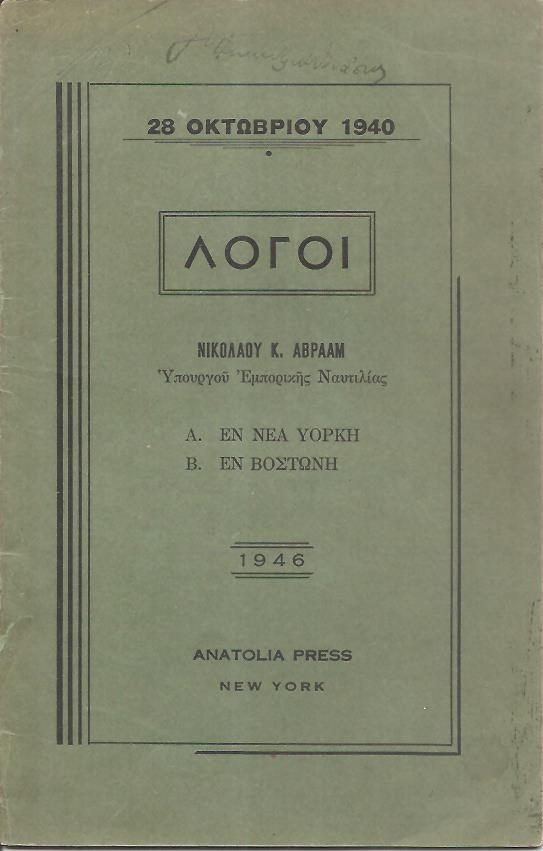 28 ΟΚΤΩΒΡΙΟΥ 1940
ΛΟΓΟΙ
ΝΙΚΟΛΑΟΥ Κ. ΑΒΡΑΑΜ
Ὑπουργοῦ Ἐμπορικῆς Ναυτιλίας
Α. ΕΝ ΝΕΑ ΥΟΡΚΗ
Β. ΕΝ ΒΟΣΤΩΝΗ
1946
ANATOLIA PRESS
NEW YORK